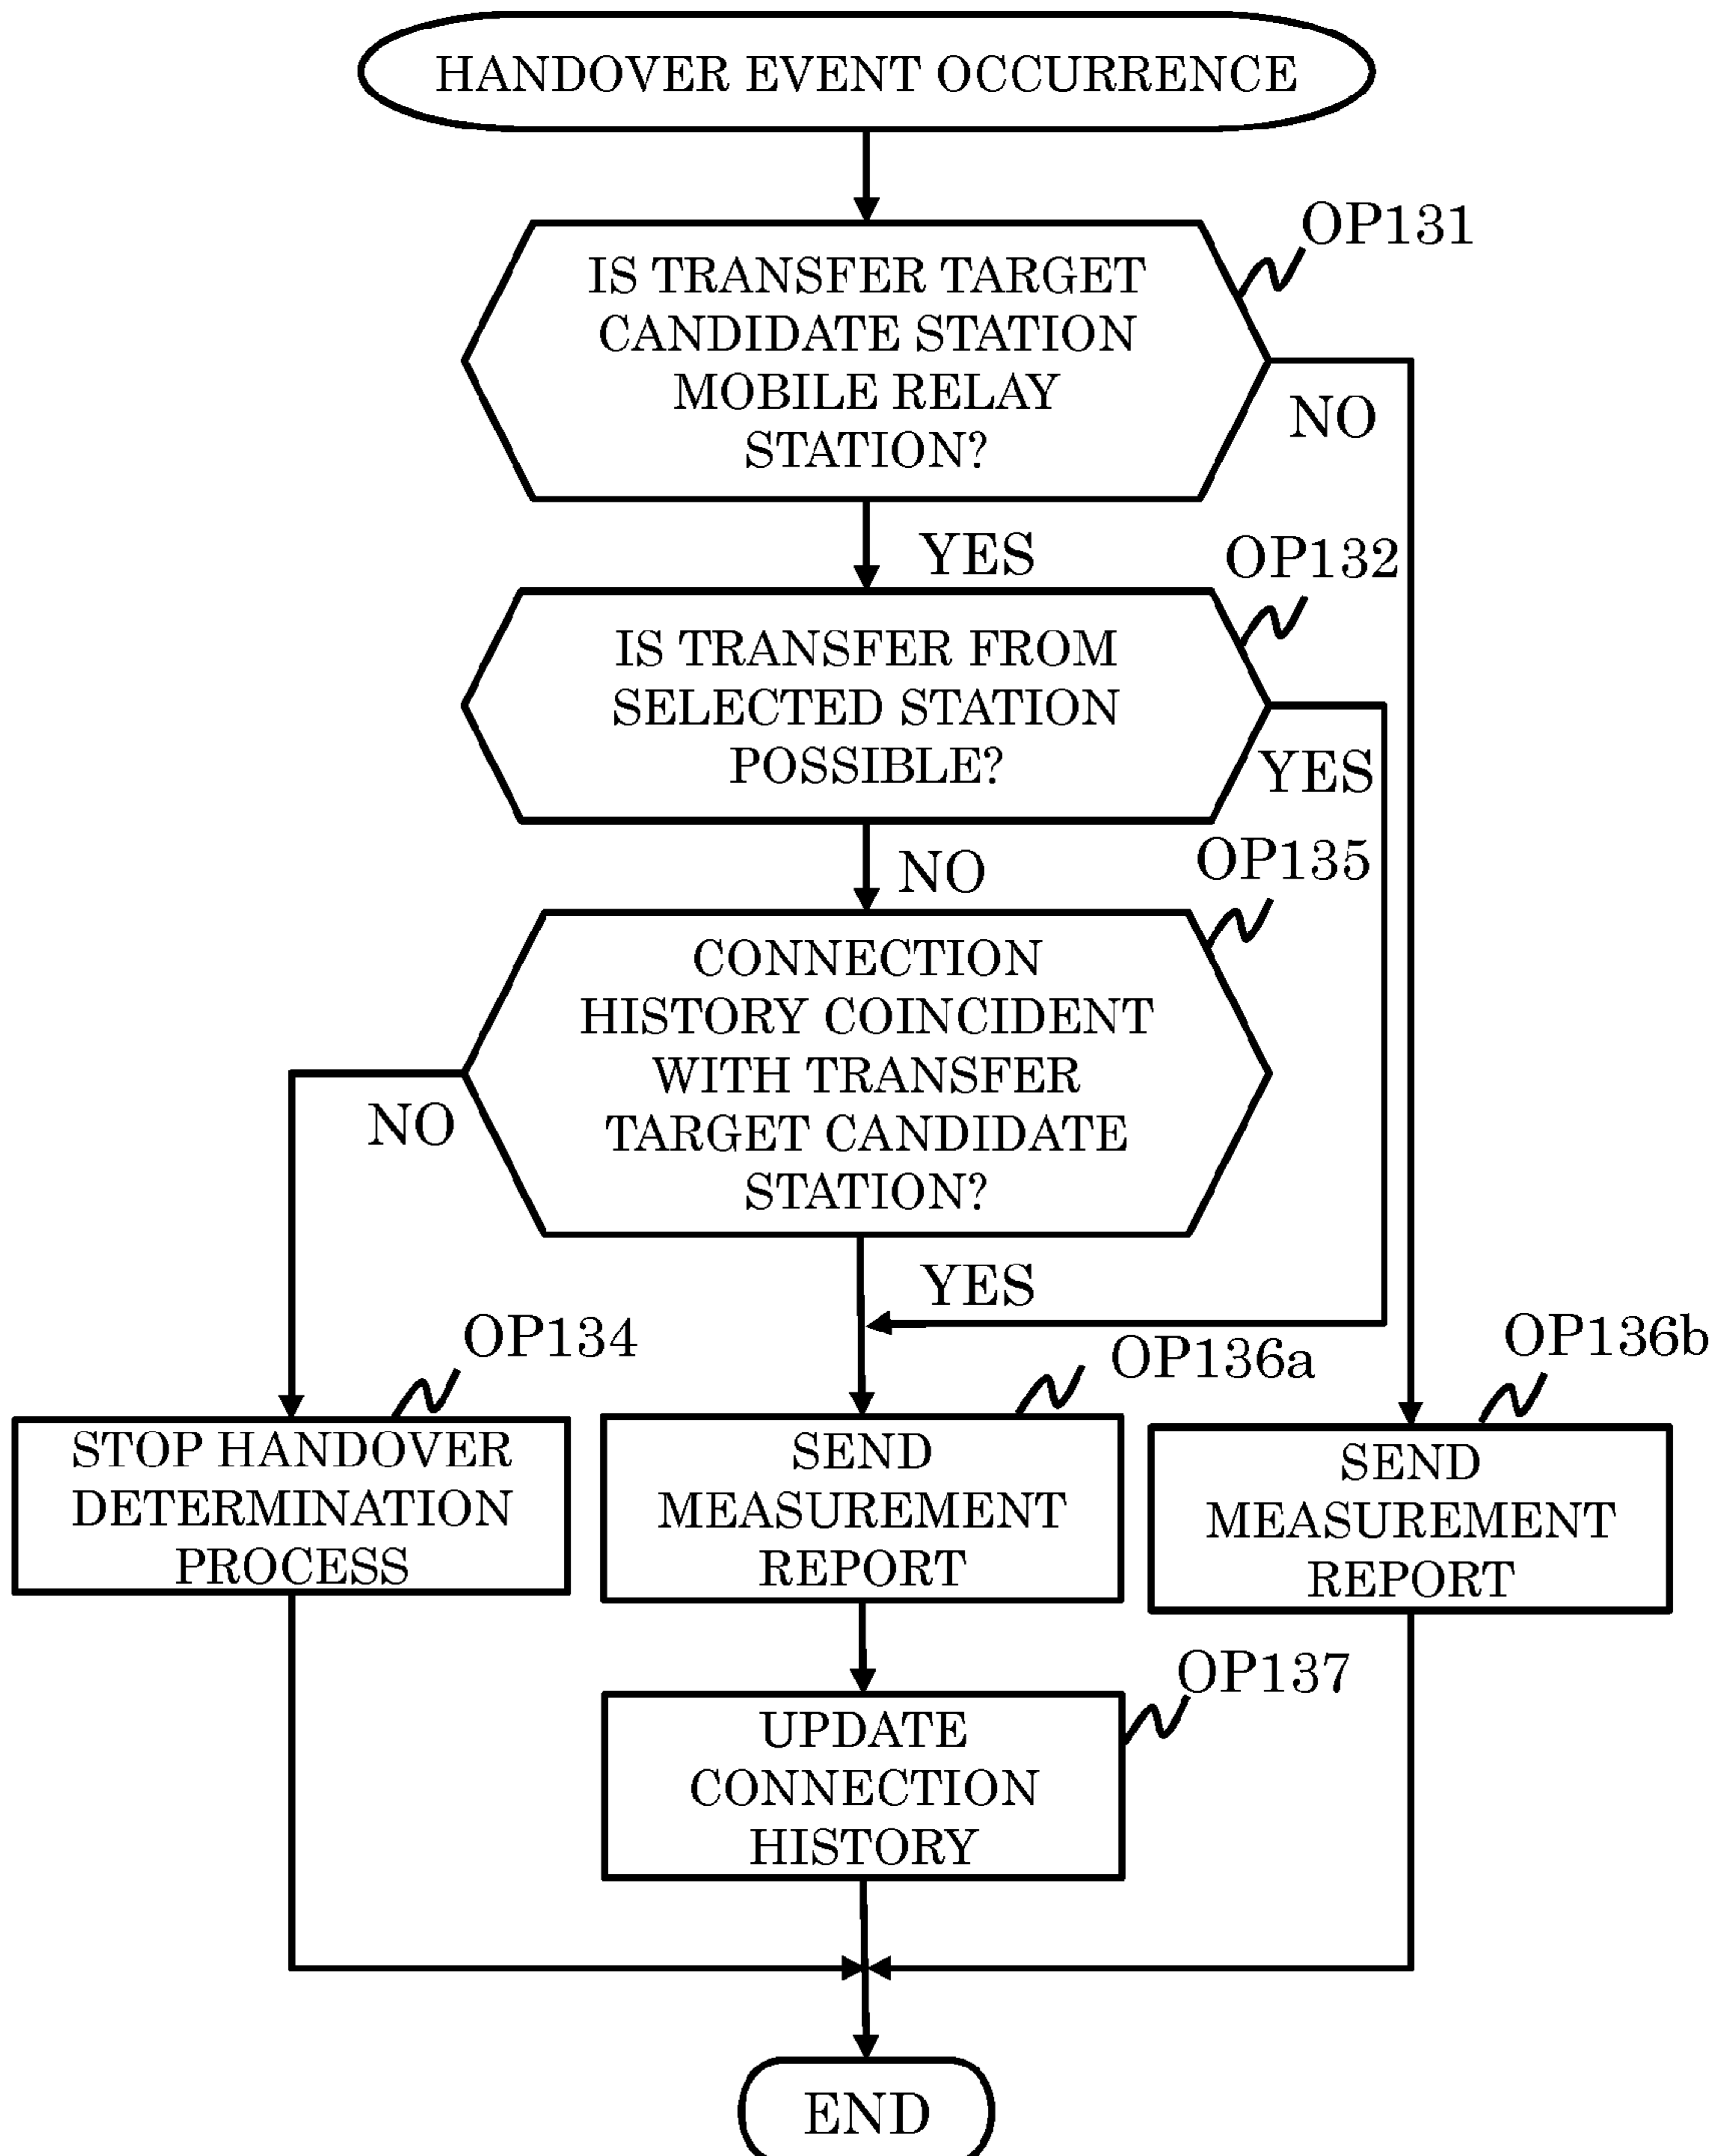 HANDOVER EVENT OCCURRENCE
OP131
IS TRANSFER TARGET
CANDIDATE STATION
MOBILE RELAY
STATION?
NO
YES
OP132
IS TRANSFER FROM
SELECTED STATION
POSSIBLE?
YES
NO
OP135
CONNECTION
HISTORY COINCIDENT
WITH TRANSFER
TARGET CANDIDATE
STATION?
NO
YES
OP134
STOP HANDOVER
DETERMINATION
PROCESS
OP136a
SEND
MEASUREMENT
REPORT
OP136b
SEND
MEASUREMENT
REPORT
OP137
UPDATE
CONNECTION
HISTORY
END